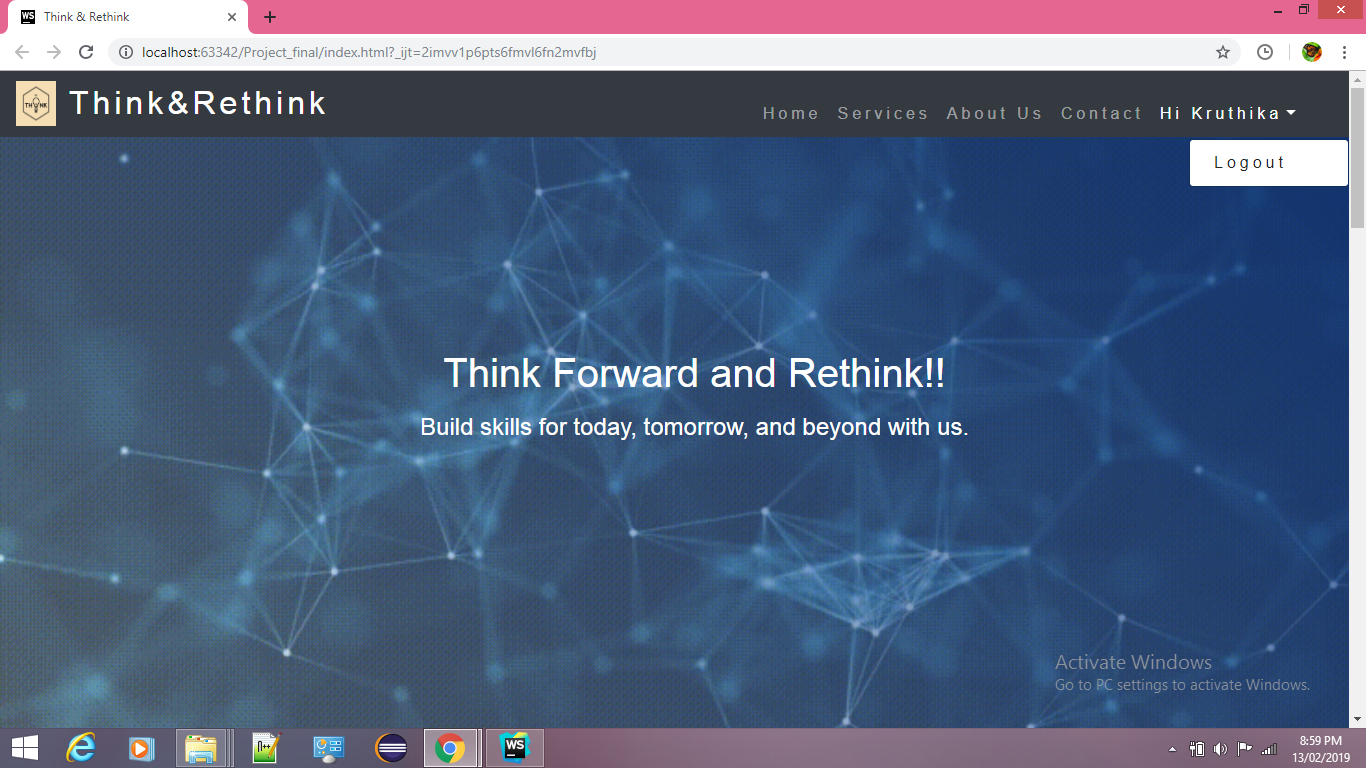 WS Think & Rethink
localhost:63342/Project_final/index.html?_ijt=2imvv1p6pts6fmvl6fn2mvfbj
THINK Think&Rethink
Home Services About Us Contact Hi Kruthika
Logout
Think Forward and Rethink!!
Build skills for today, tomorrow, and beyond with us.
Activate Windows
Go to PC settings to activate Windows.
WS
8:59 PM
13/02/2019